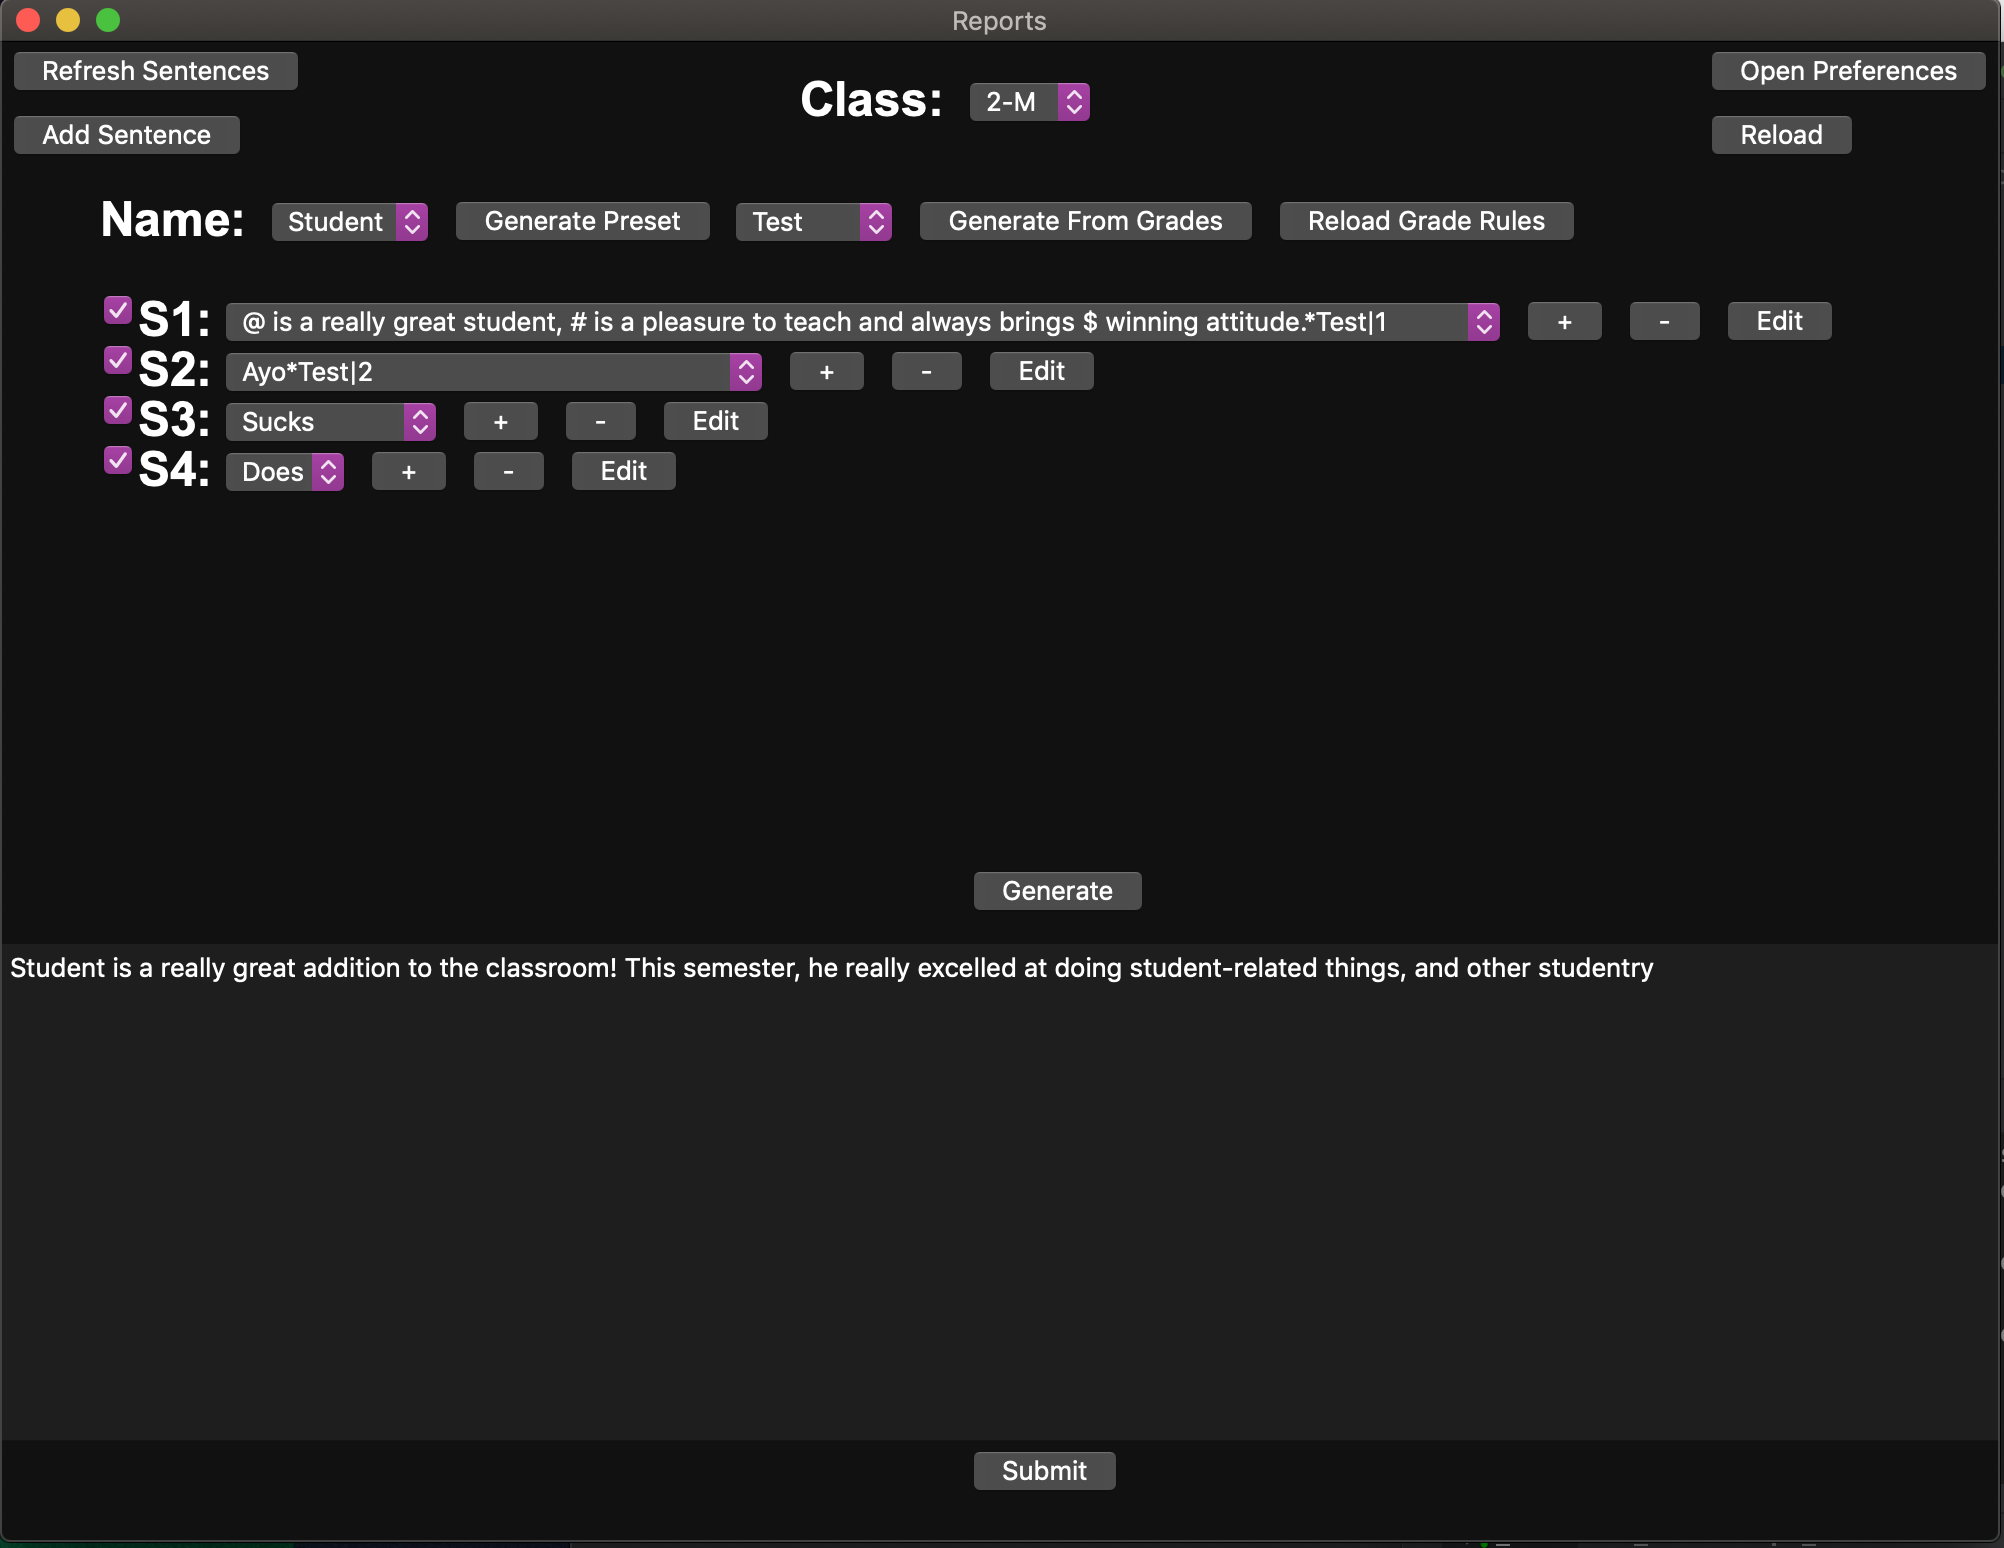 Reports
Refresh Sentences
Open Preferences
Class: 2-M
Add Sentence
Reload
Name: Student Generate Preset Test Generate From Grades Reload Grade Rules
S1: @ is a really great student, # is a pleasure to teach and always brings $ winning attitude.*Test|1 + - Edit
S2: Ayo*Test|2 + - Edit
S3: Sucks + - Edit
S4: Does + - Edit
Generate
Student is a really great addition to the classroom! This semester, he really excelled at doing student-related things, and other studentry
Submit